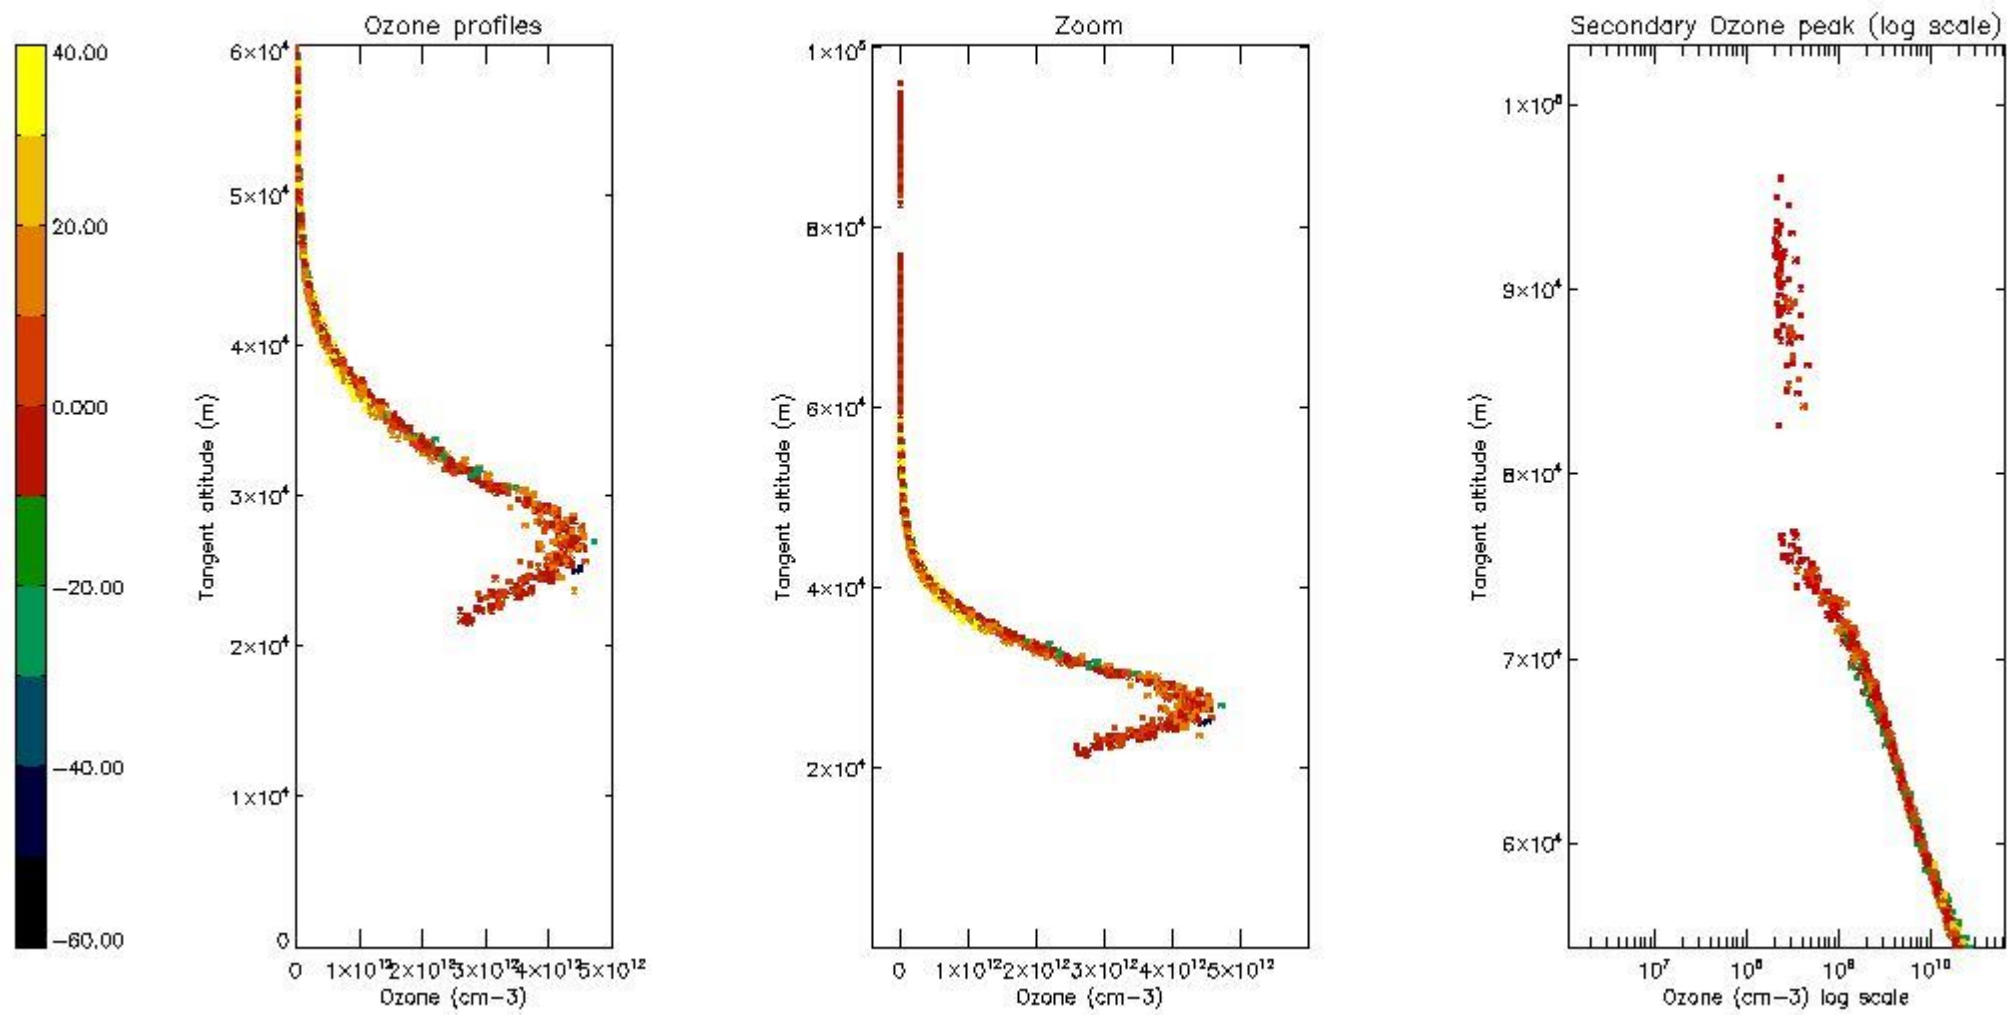 Ozone profiles
Zoom
Secondary Ozone peak (log scale)
40.00
20.00
0.000
−20.00
−40.00
−60.00
6×10⁴
5×10⁴
4×10⁴
3×10⁴
2×10⁴
1×10⁴
0
Tangent altitude (m)
0 1×10¹² 2×10¹² 3×10¹² 4×10¹² 5×10¹²
Ozone (cm−3)
1×10⁵
8×10⁴
6×10⁴
4×10⁴
2×10⁴
Tangent altitude (m)
0 1×10¹² 2×10¹² 3×10¹² 4×10¹² 5×10¹²
Ozone (cm−3)
1×10⁵
9×10⁴
8×10⁴
7×10⁴
6×10⁴
Tangent altitude (m)
10⁷ 10⁸ 10⁹ 10¹⁰
Ozone (cm−3) log scale